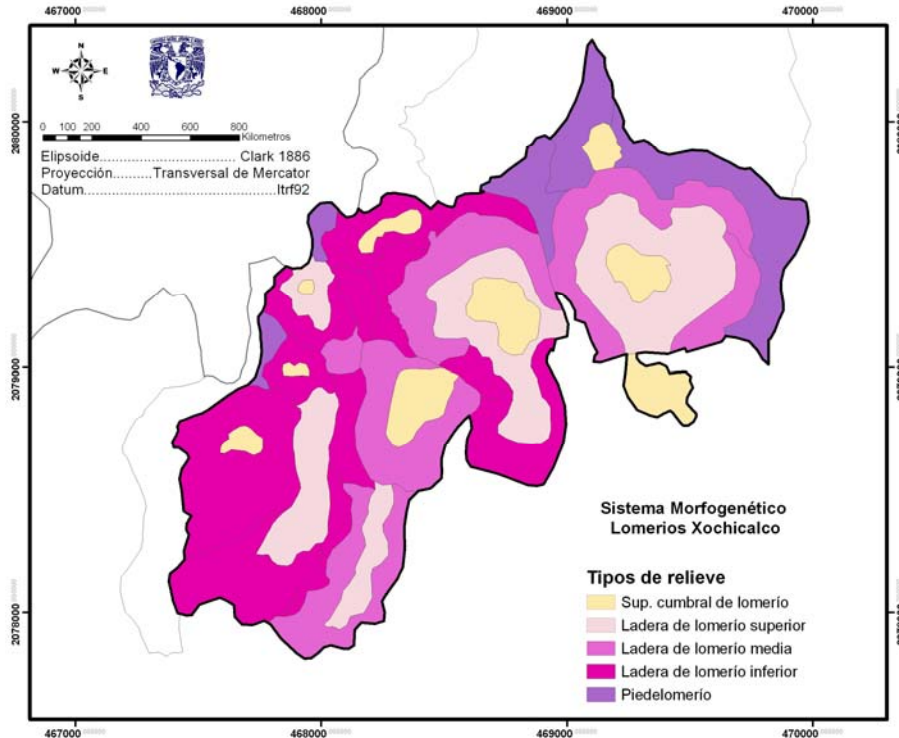 467000 468000 469000 470000
N
W E
S
0 100 200 400 600 800
Kilometros
Elipsoide........................... Clark 1886
Proyección..........Transversal de Mercator
Datum.......................................Itrf92
2080000
2079000
2079000
2078000
Sistema Morfogenético
Lomerios Xochicalco
Tipos de relieve
Sup. cumbral de lomerío
Ladera de lomerío superior
Ladera de lomerío media
Ladera de lomerío inferior
Piedelomerío
467000 468000 469000 470000